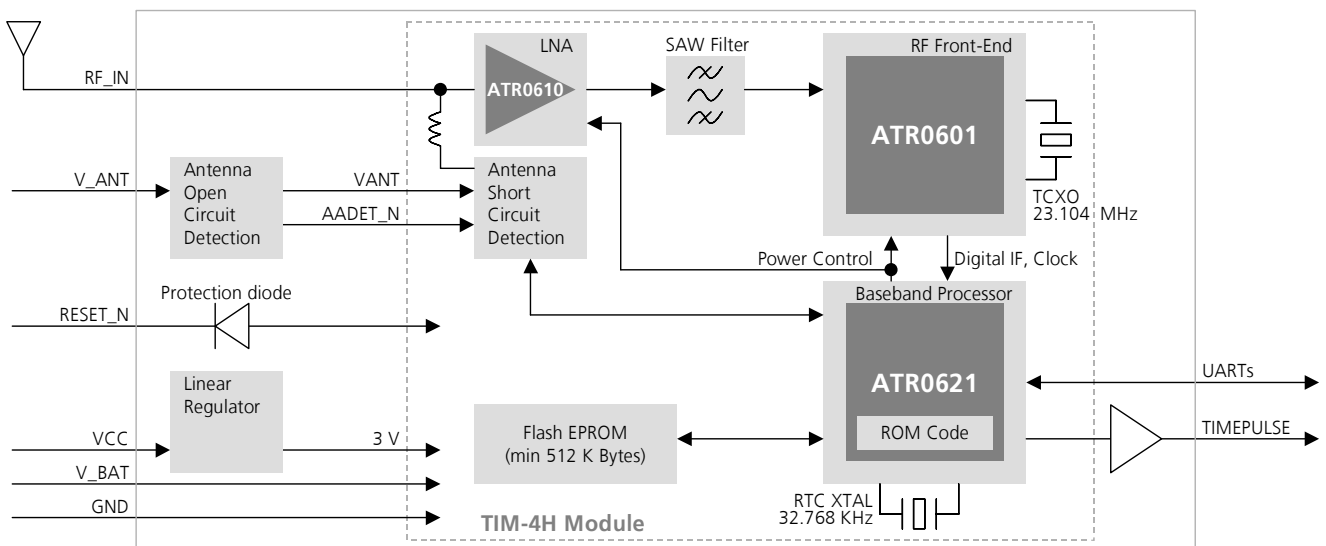 LNA
SAW Filter
RF Front-End
RF_IN
ATR0610
ATR0601
V_ANT
Antenna
Open
Circuit
Detection
VANT
AADET_N
Antenna
Short
Circuit
Detection
TCXO
23.104 MHz
Power Control
Digital IF, Clock
Protection diode
Baseband Processor
RESET_N
ATR0621
ROM Code
UARTs
Linear
Regulator
VCC
3 V
Flash EPROM
(min 512 K Bytes)
TIMEPULSE
V_BAT
GND
RTC XTAL
32.768 KHz
TIM-4H Module